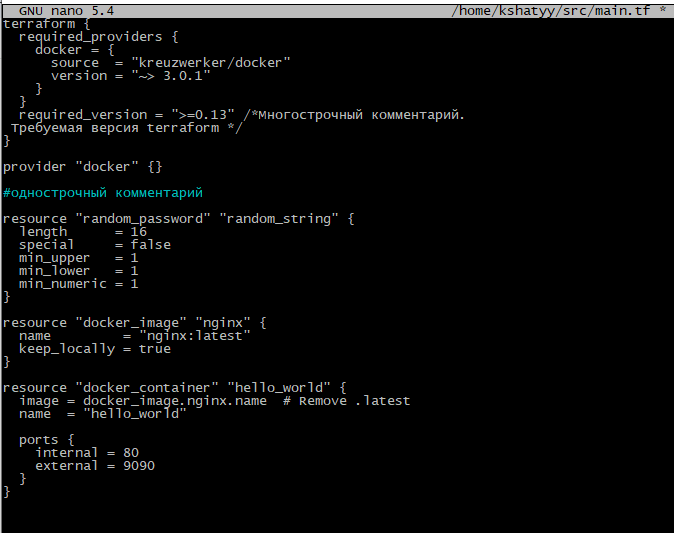 GNU nano 5.4 /home/kshatyy/src/main.tf *
terraform {
  required_providers {
    docker = {
      source  = "kreuzwerker/docker"
      version = "~> 3.0.1"
    }
  }
  required_version = ">=0.13" /*Многострочный комментарий.
 Требуемая версия terraform */
}
provider "docker" {}
#однострочный комментарий
resource "random_password" "random_string" {
  length      = 16
  special     = false
  min_upper   = 1
  min_lower   = 1
  min_numeric = 1
}
resource "docker_image" "nginx" {
  name         = "nginx:latest"
  keep_locally = true
}
resource "docker_container" "hello_world" {
  image = docker_image.nginx.name  # Remove .latest
  name  = "hello_world"
  ports {
    internal = 80
    external = 9090
  }
}